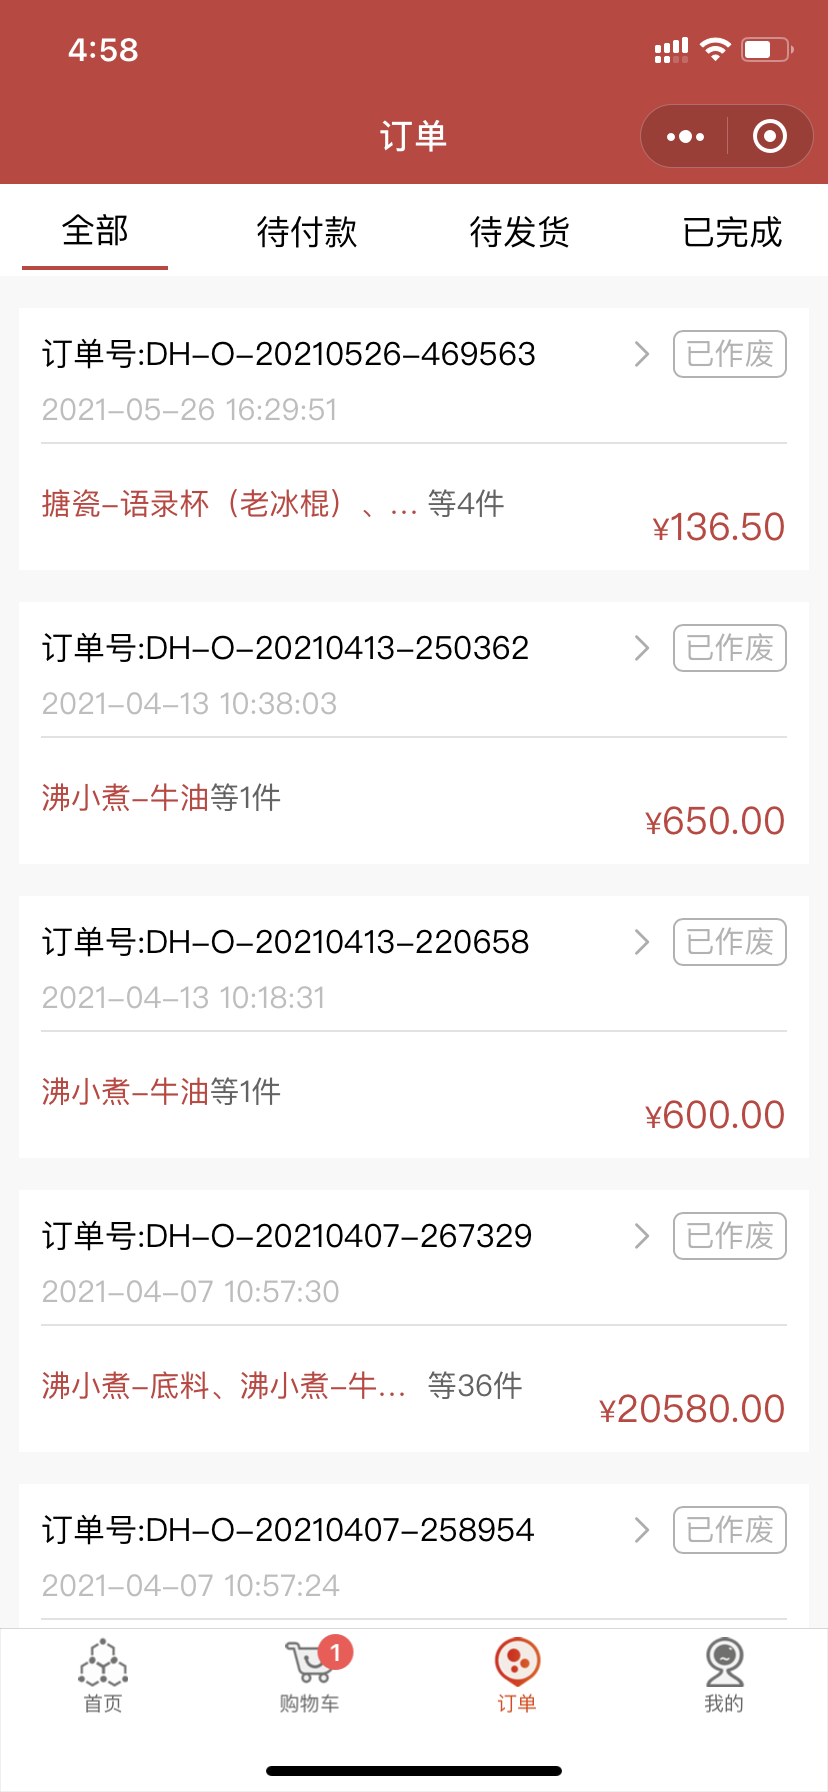 4:58
订单
全部 待付款 待发货 已完成
订单号:DH-O-20210526-469563 已作废
2021-05-26 16:29:51
搪瓷-语录杯（老冰棍）、... 等4件
¥136.50
订单号:DH-O-20210413-250362 已作废
2021-04-13 10:38:03
沸小煮-牛油等1件
¥650.00
订单号:DH-O-20210413-220658 已作废
2021-04-13 10:18:31
沸小煮-牛油等1件
¥600.00
订单号:DH-O-20210407-267329 已作废
2021-04-07 10:57:30
沸小煮-底料、沸小煮-牛... 等36件
¥20580.00
订单号:DH-O-20210407-258954 已作废
2021-04-07 10:57:24
1
首页 购物车 订单 我的